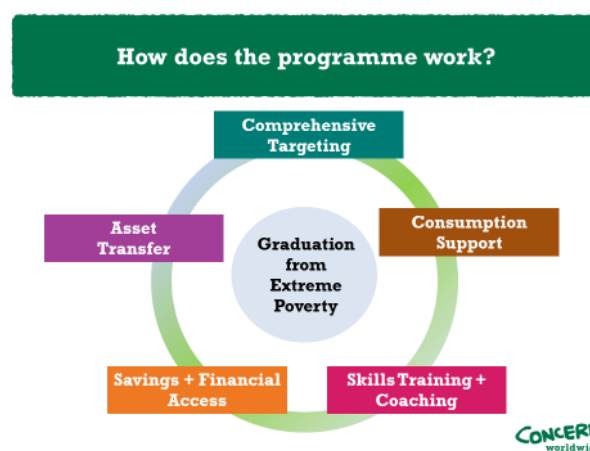 How does the programme work?
Comprehensive
Targeting
Asset
Transfer
Consumption
Support
Graduation
from
Extreme
Poverty
Savings + Financial
Access
Skills Training +
Coaching